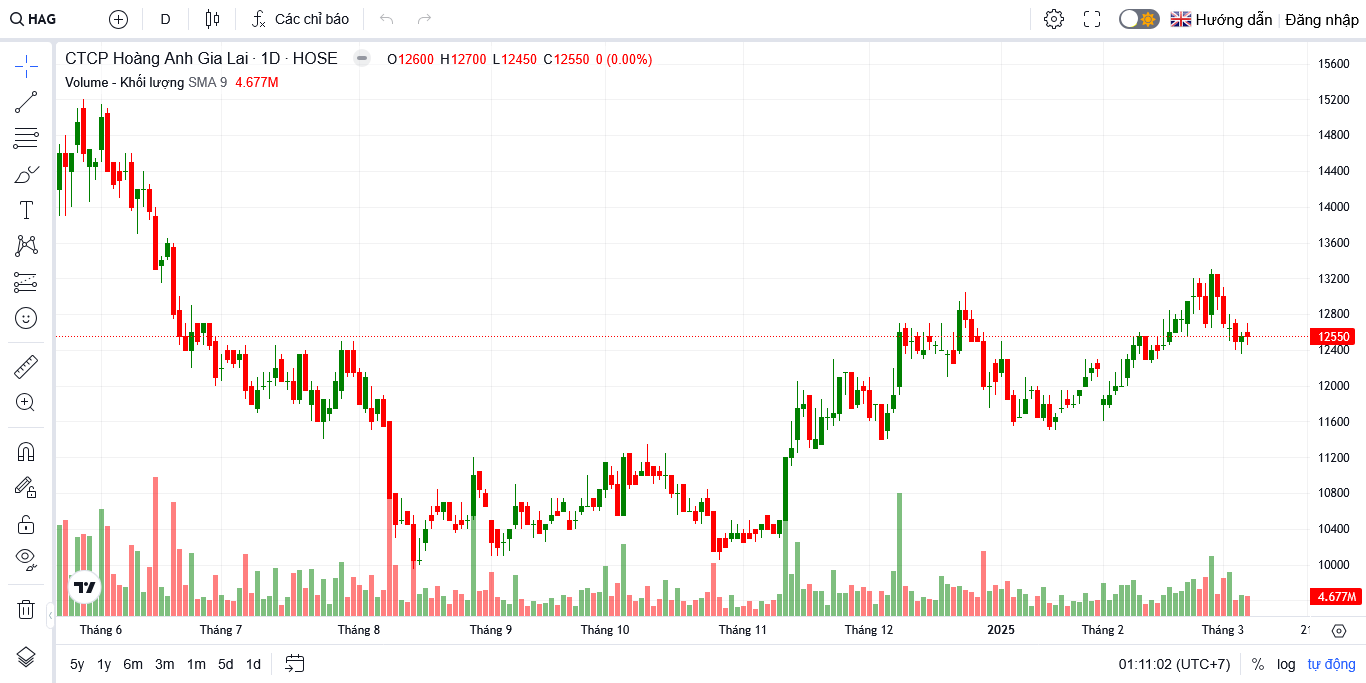 HAG D Các chỉ báo Hướng dẫn Đăng nhập
CTCP Hoàng Anh Gia Lai · 1D · HOSE O12600 H12700 L12450 C12550 0 (0.00%)
Volume - Khối lượng SMA 9 4.677M
15600
15200
14800
14400
14000
13600
13200
12800
12550
12400
12000
11600
11200
10800
10400
10000
4.677M
Tháng 6 Tháng 7 Tháng 8 Tháng 9 Tháng 10 Tháng 11 Tháng 12 2025 Tháng 2 Tháng 3
5y 1y 6m 3m 1m 5d 1d 01:11:02 (UTC+7) % log tự động